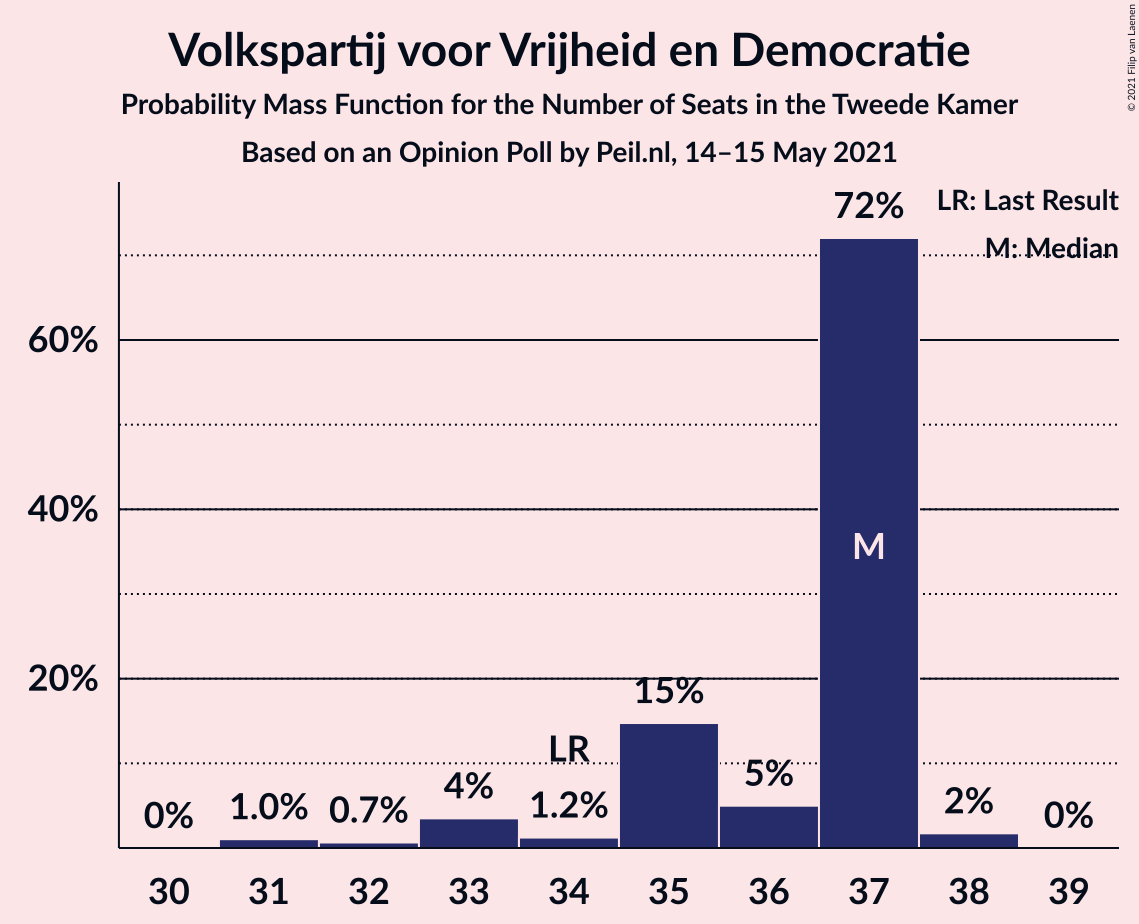 Volkspartij voor Vrijheid en Democratie
Probability Mass Function for the Number of Seats in the Tweede Kamer
Based on an Opinion Poll by Peil.nl, 14–15 May 2021
© 2021 Filip van Laenen
LR: Last Result
M: Median
72%
60%
40%
M
20%
15%
LR
5%
4%
2%
0%
1.0%
0.7%
1.2%
0%
30 31 32 33 34 35 36 37 38 39